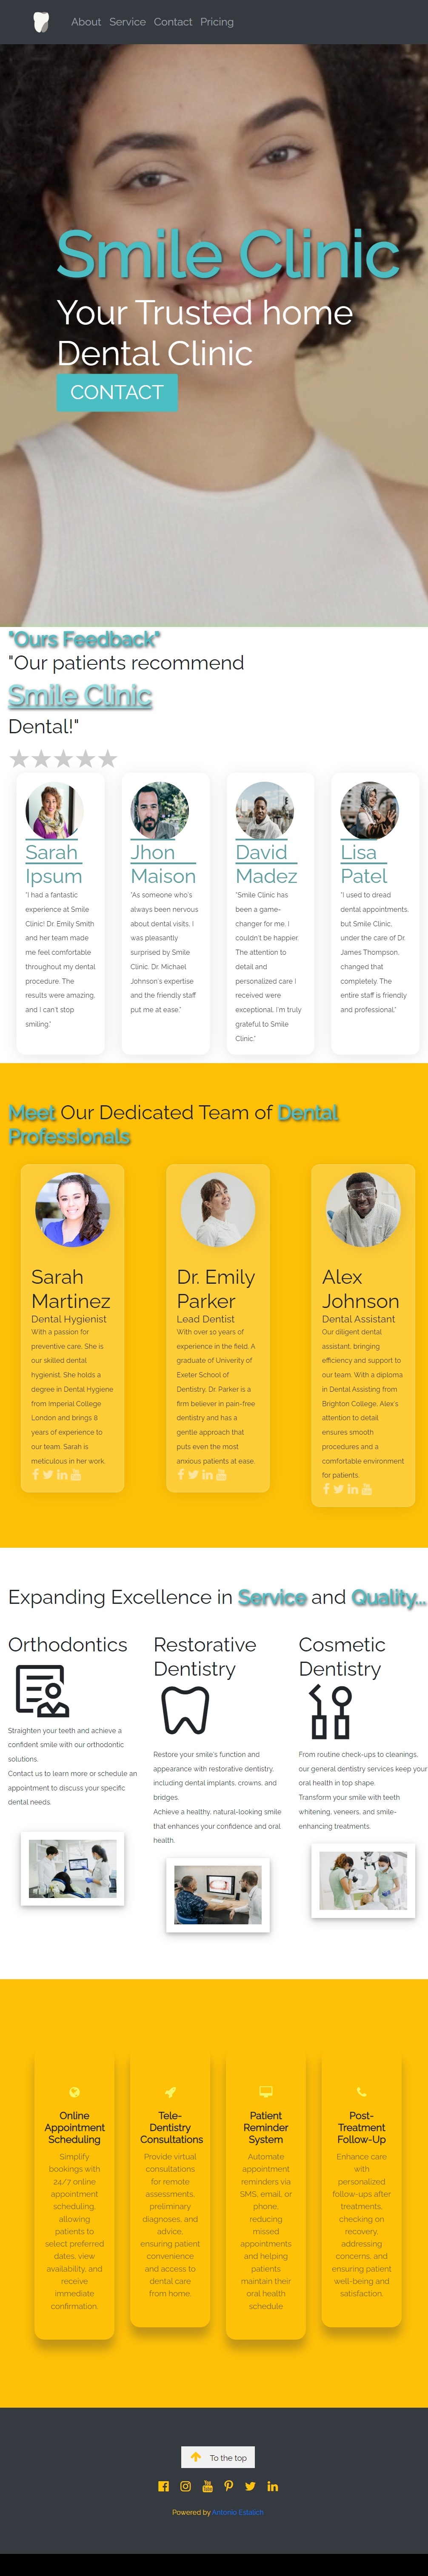 About Service Contact Pricing
Smile Clinic
Your Trusted home
Dental Clinic
CONTACT
"Ours Feedback"
"Our patients recommend
Smile Clinic
Dental!"
Sarah
Ipsum
"I had a fantastic
experience at Smile
Clinic! Dr. Emily Smith
and her team made
me feel comfortable
throughout my dental
procedure. The
results were amazing,
and I can't stop
smiling."
Jhon
Maison
"As someone who's
always been nervous
about dental visits, I
was pleasantly
surprised by Smile
Clinic. Dr. Michael
Johnson's expertise
and the friendly staff
put me at ease."
David
Madez
"Smile Clinic has
been a game-
changer for me. I
couldn't be happier.
The attention to
detail and
personalized care I
received were
exceptional. I'm truly
grateful to Smile
Clinic."
Lisa
Patel
"I used to dread
dental appointments,
but Smile Clinic,
under the care of Dr.
James Thompson,
changed that
completely. The
entire staff is friendly
and professional."
Meet Our Dedicated Team of Dental
Professionals
Sarah
Martinez
Dental Hygienist
With a passion for
preventive care, She is
our skilled dental
hygienist. She holds a
degree in Dental Hygiene
from Imperial College
London and brings 8
years of experience to
our team. Sarah is
meticulous in her work.
Dr. Emily
Parker
Lead Dentist
With over 10 years of
experience in the field. A
graduate of Univerity of
Exeter School of
Dentistry, Dr. Parker is a
firm believer in pain-free
dentistry and has a
gentle approach that
puts even the most
anxious patients at ease.
Alex
Johnson
Dental Assistant
Our diligent dental
assistant, bringing
efficiency and support to
our team. With a diploma
in Dental Assisting from
Brighton College, Alex's
attention to detail
ensures smooth
procedures and a
comfortable environment
for patients.
Expanding Excellence in Service and Quality...
Orthodontics
Straighten your teeth and achieve a
confident smile with our orthodontic
solutions.
Contact us to learn more or schedule an
appointment to discuss your specific
dental needs.
Restorative
Dentistry
Restore your smile's function and
appearance with restorative dentistry,
including dental implants, crowns, and
bridges.
Achieve a healthy, natural-looking smile
that enhances your confidence and oral
health.
Cosmetic
Dentistry
From routine check-ups to cleanings,
our general dentistry services keep your
oral health in top shape.
Transform your smile with teeth
whitening, veneers, and smile-
enhancing treatments.
Online
Appointment
Scheduling
Simplify
bookings with
24/7 online
appointment
scheduling,
allowing
patients to
select preferred
dates, view
availability, and
receive
immediate
confirmation.
Tele-
Dentistry
Consultations
Provide virtual
consultations
for remote
assessments,
preliminary
diagnoses, and
advice,
ensuring patient
convenience
and access to
dental care
from home.
Patient
Reminder
System
Automate
appointment
reminders via
SMS, email, or
phone,
reducing
missed
appointments
and helping
patients
maintain their
oral health
schedule
Post-
Treatment
Follow-Up
Enhance care
with
personalized
follow-ups after
treatments,
checking on
recovery,
addressing
concerns, and
ensuring patient
well-being and
satisfaction.
To the top
Powered by Antonio Estalich